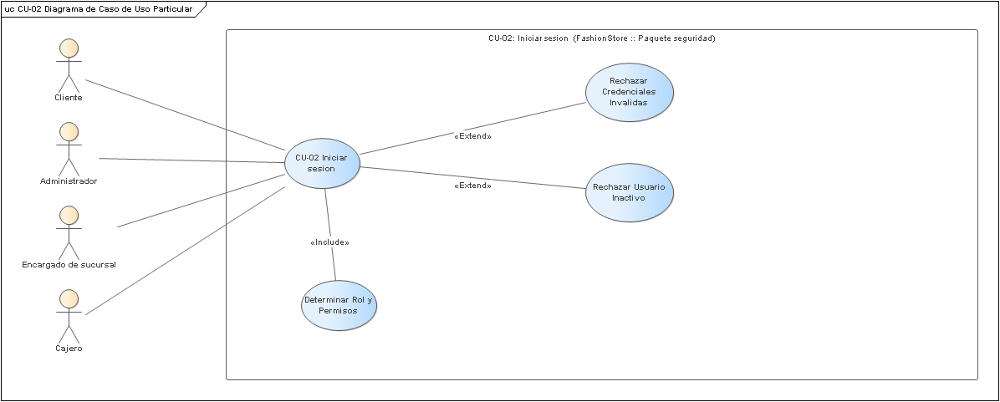 uc CU-02 Diagrama de Caso de Uso Particular
CU-02: Iniciar sesion (FashionStore :: Paquete seguridad)
Cliente
Administrador
Encargado de sucursal
Cajero
CU-02 Iniciar
sesion
«Extend»
«Extend»
«Include»
Rechazar
Credenciales
Invalidas
Rechazar Usuario
Inactivo
Determinar Rol y
Permisos